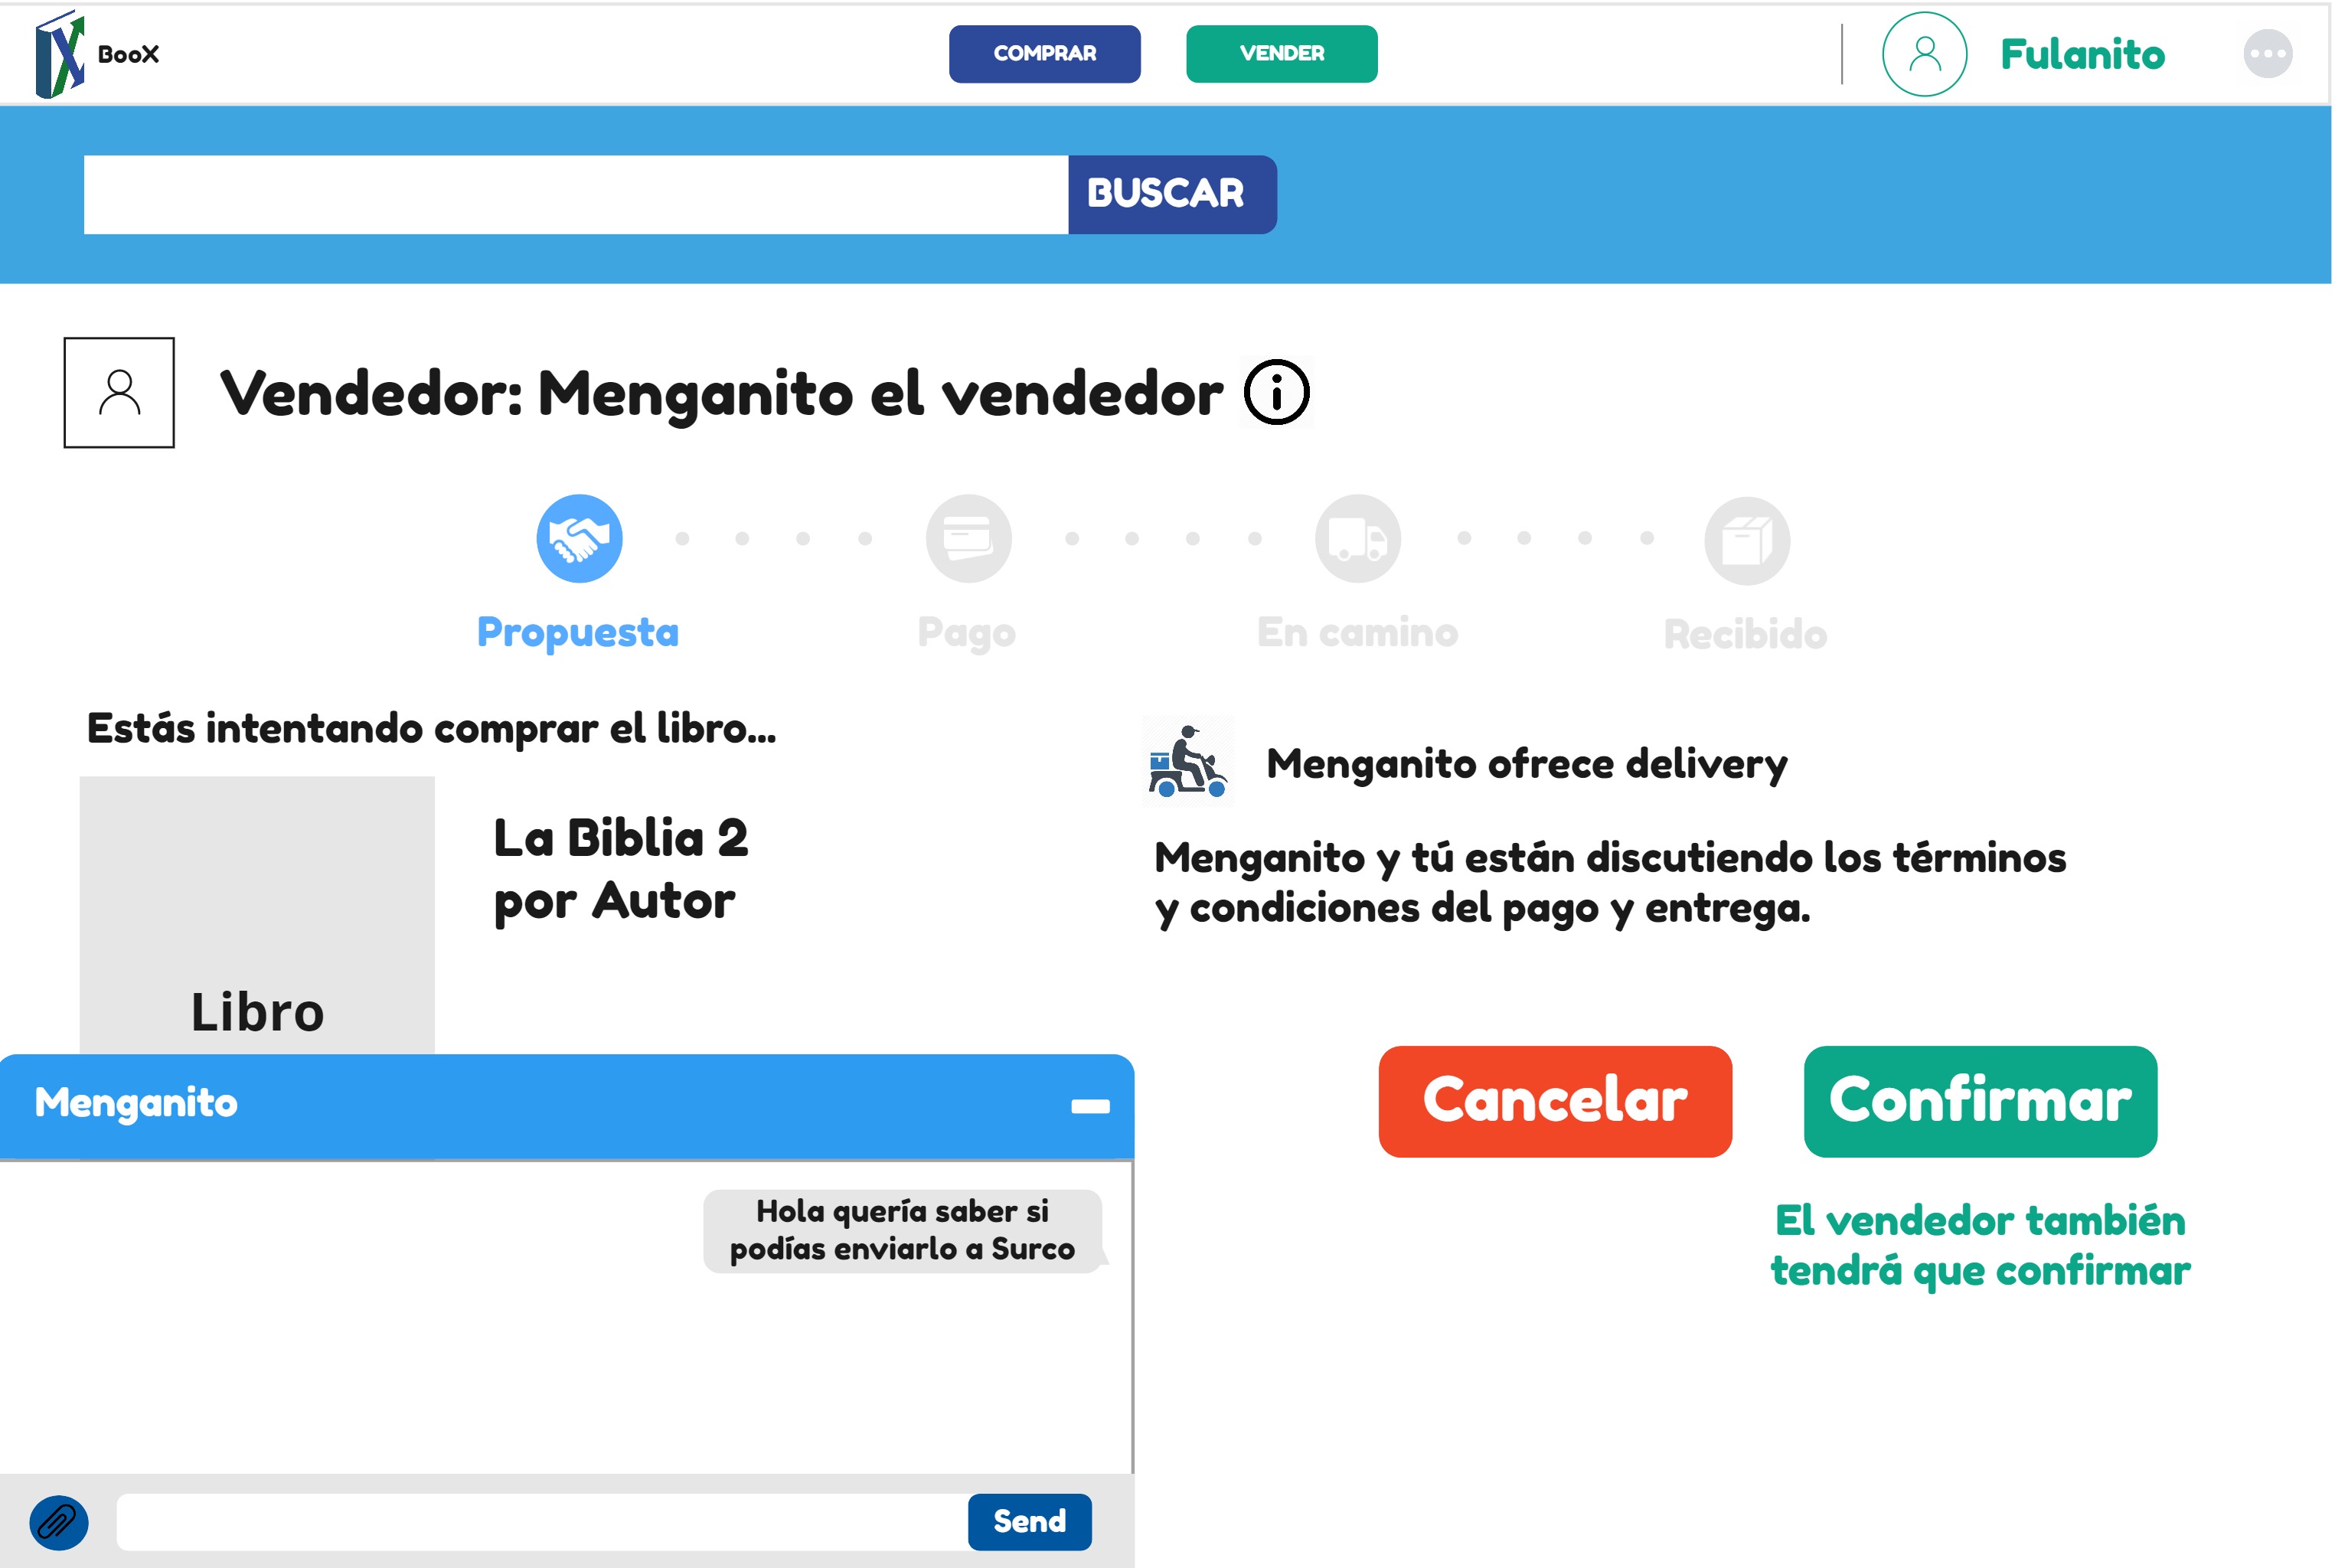 BooX
COMPRAR
VENDER
Fulanito
BUSCAR
Vendedor: Menganito el vendedor
Propuesta
Pago
En camino
Recibido
Estás intentando comprar el libro...
La Biblia 2
por Autor
Libro
Menganito ofrece delivery
Menganito y tú están discutiendo los términos
y condiciones del pago y entrega.
Cancelar
Confirmar
El vendedor también
tendrá que confirmar
Menganito
Hola quería saber si
podías enviarlo a Surco
Send